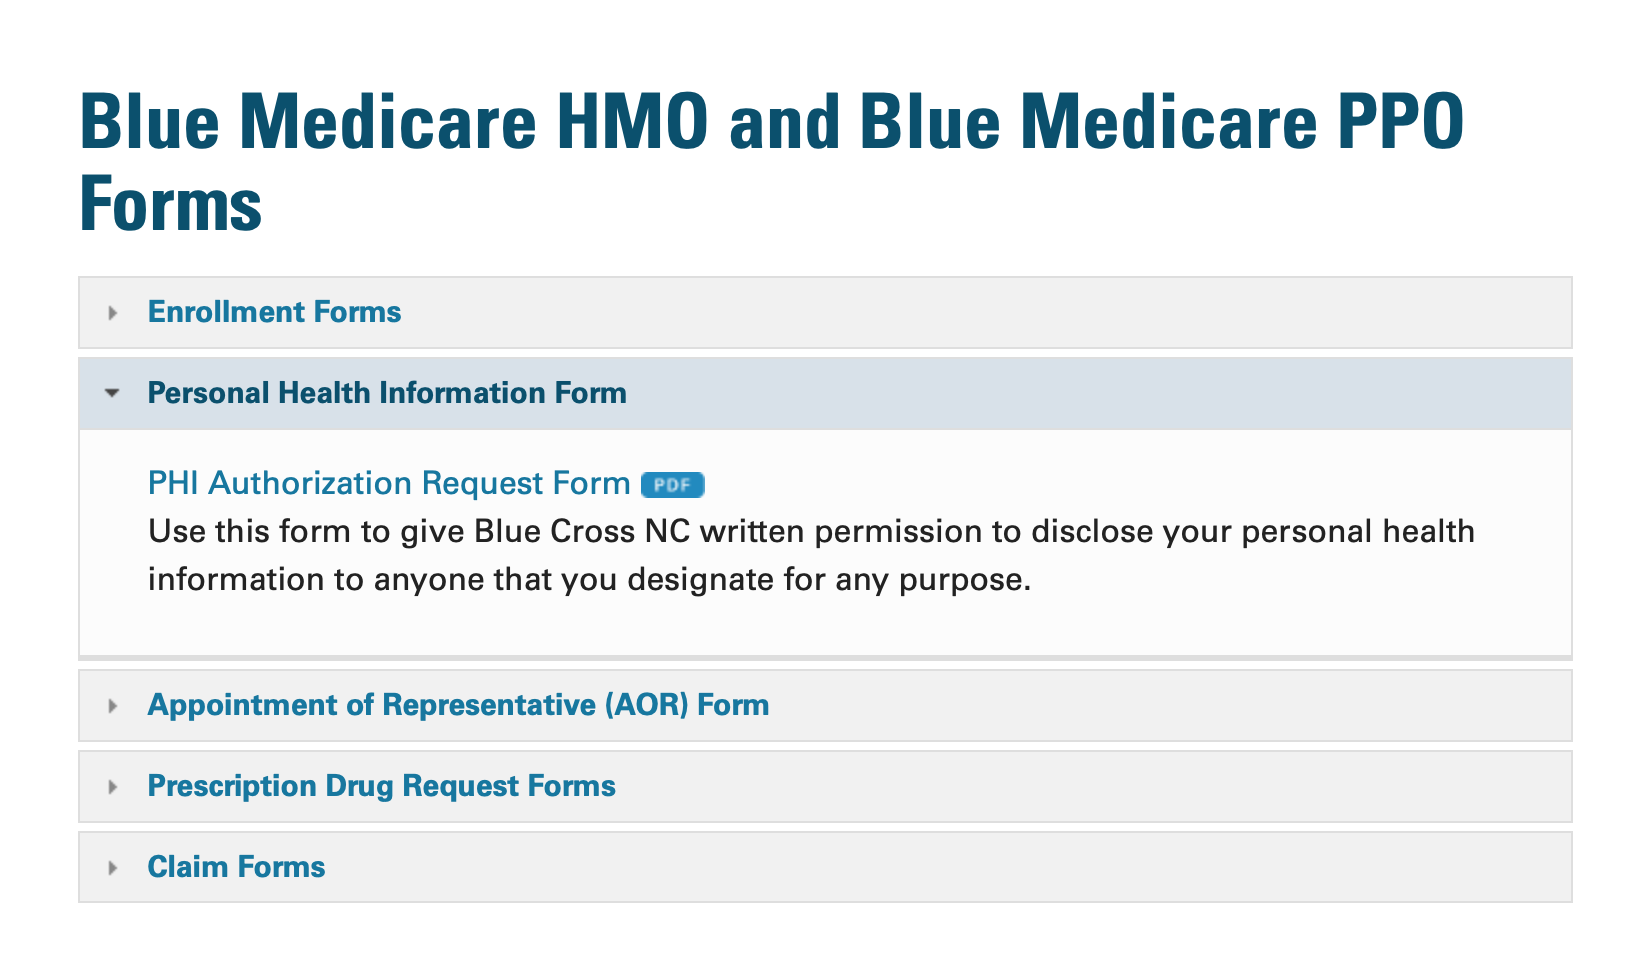 Blue Medicare HMO and Blue Medicare PPO
Forms
Enrollment Forms
Personal Health Information Form
PHI Authorization Request Form PDF
Use this form to give Blue Cross NC written permission to disclose your personal health
information to anyone that you designate for any purpose.
Appointment of Representative (AOR) Form
Prescription Drug Request Forms
Claim Forms